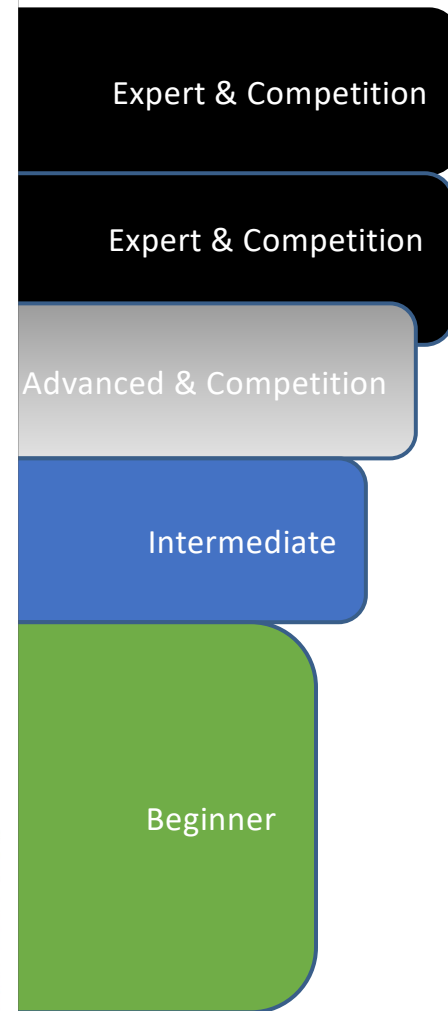 Expert & Competition
Expert & Competition
Advanced & Competition
Intermediate
Beginner